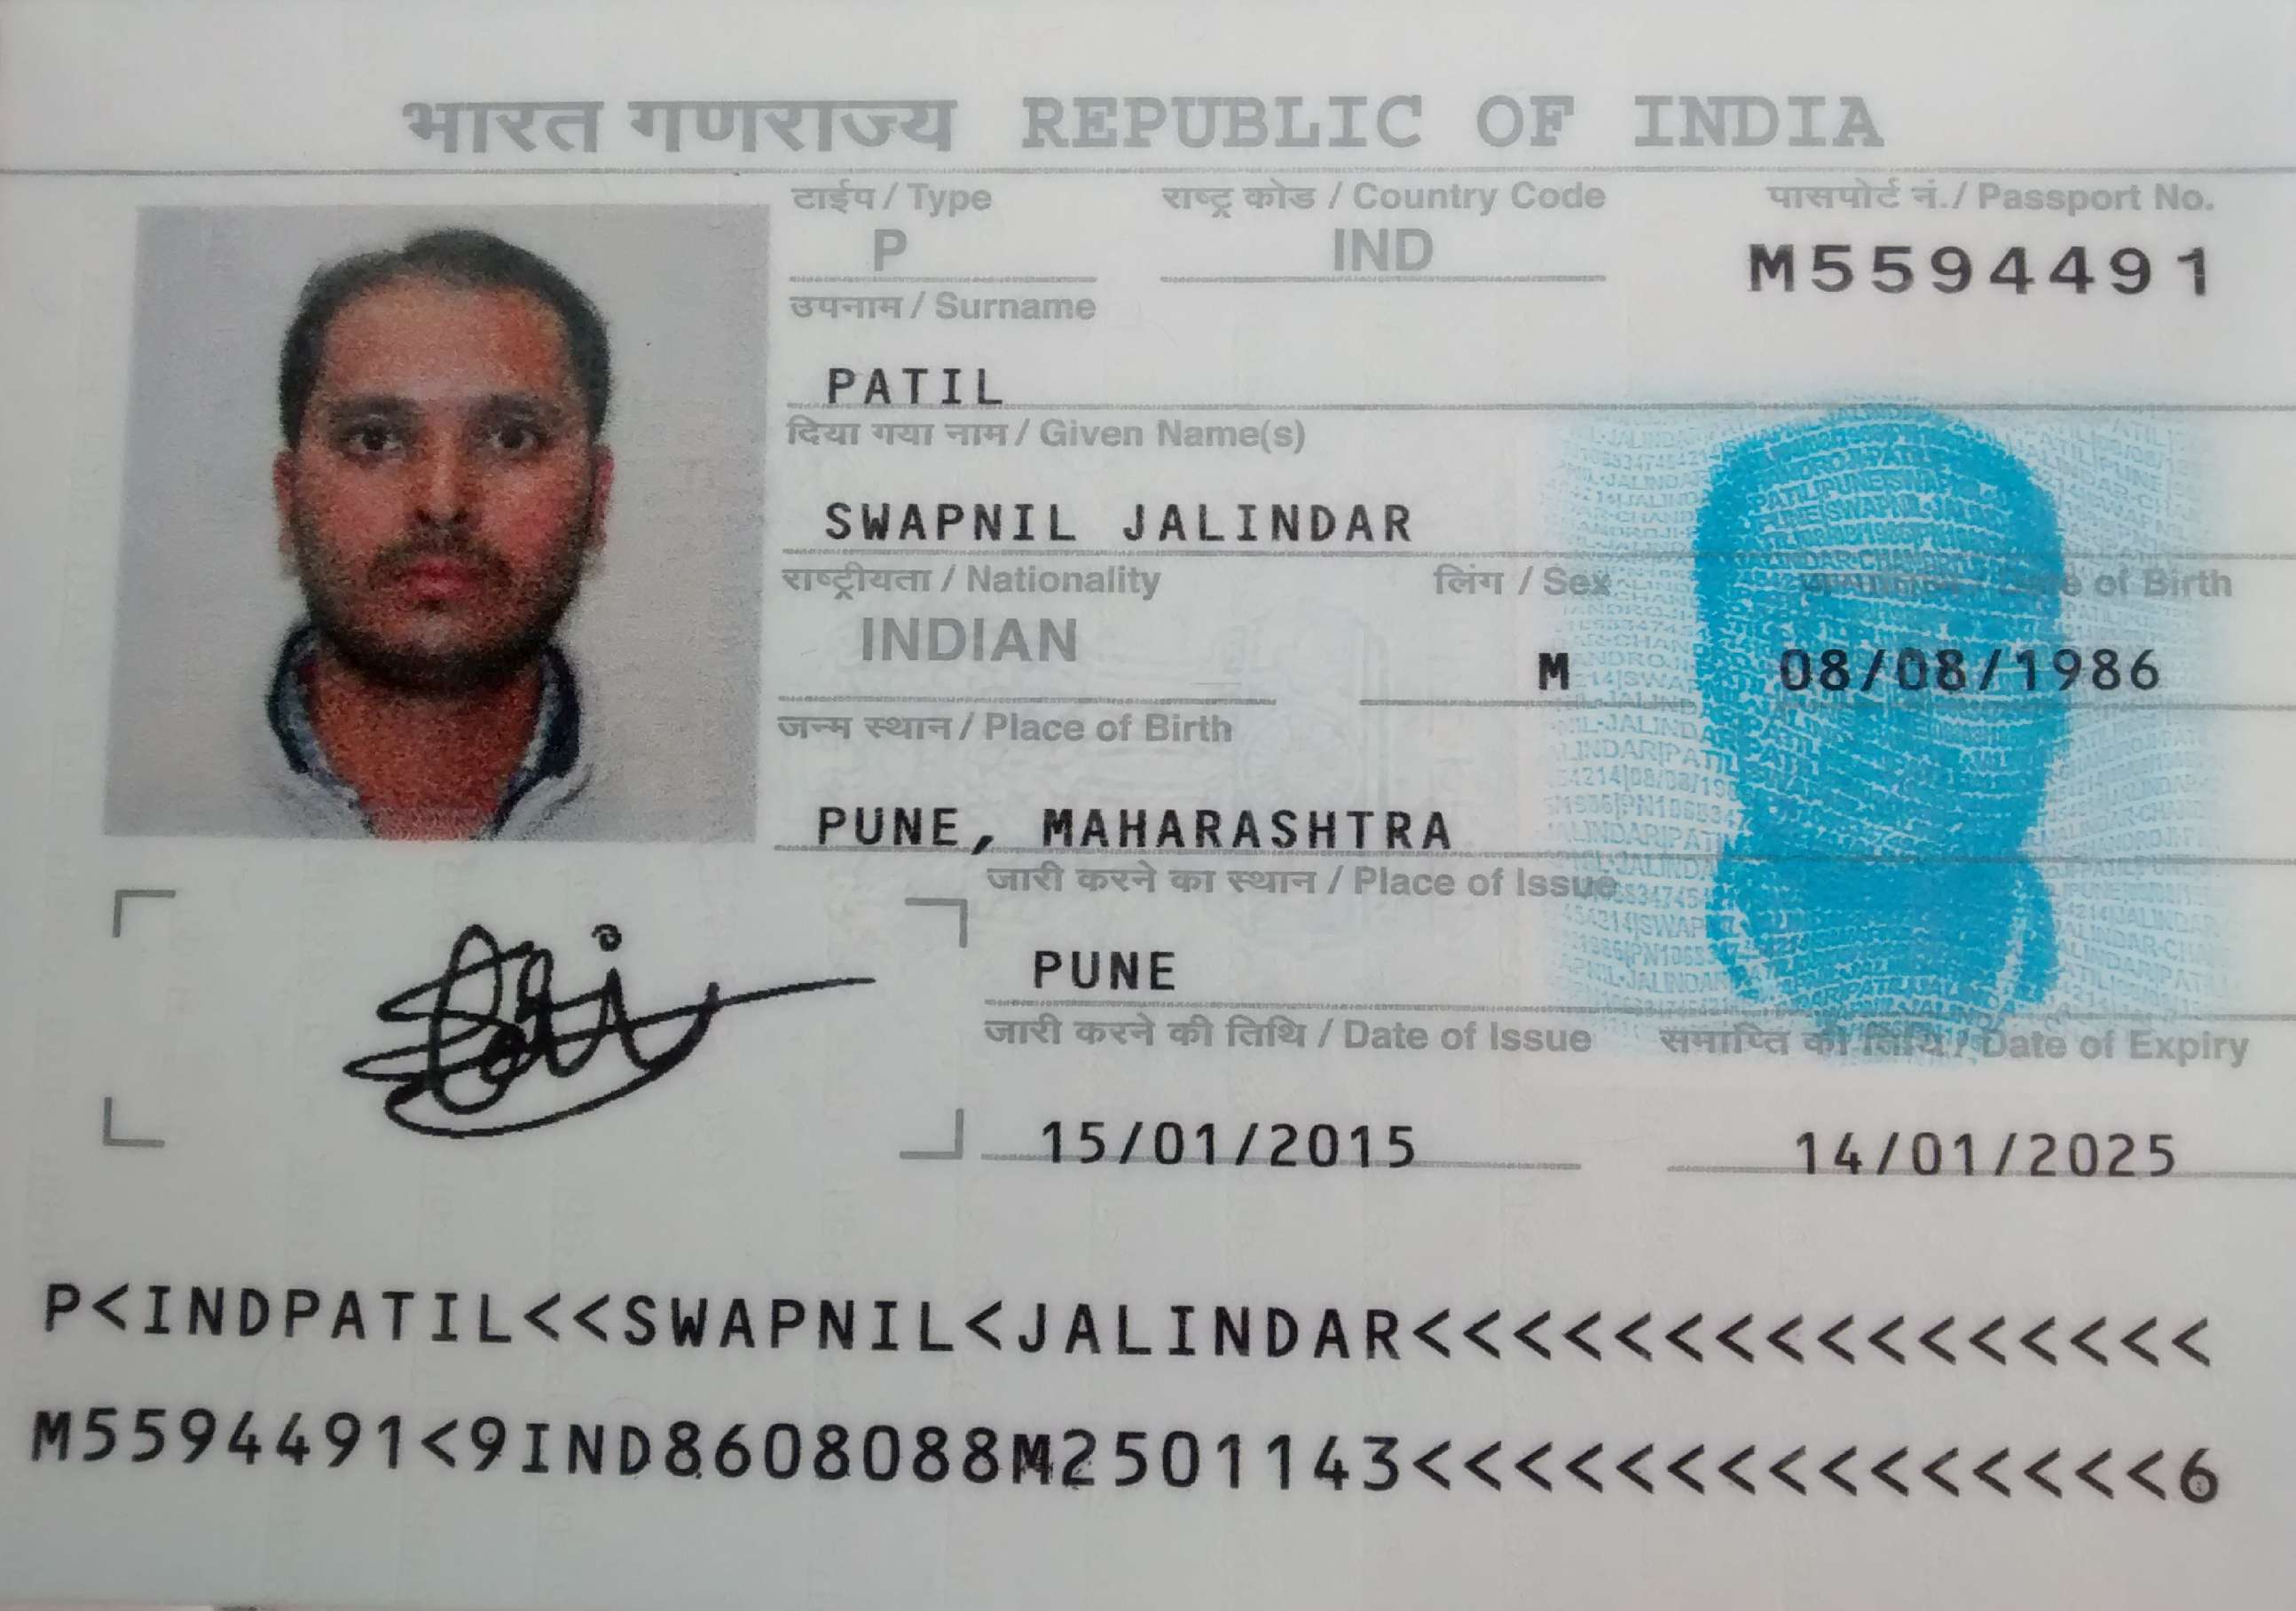 भारत गणराज्य REPUBLIC OF INDIA
टाईप / Type राष्ट्र कोड / Country Code पासपोर्ट नं. / Passport No.
P IND M5594491
उपनाम / Surname
PATIL
दिया गया नाम / Given Name(s)
SWAPNIL JALINDAR
राष्ट्रीयता / Nationality लिंग / Sex Date of Birth
INDIAN M 08/08/1986
जन्म स्थान / Place of Birth
PUNE, MAHARASHTRA
जारी करने का स्थान / Place of Issue
PUNE
जारी करने की तिथि / Date of Issue समाप्ति की तिथि / Date of Expiry
15/01/2015 14/01/2025
P<INDPATIL<<SWAPNIL<JALINDAR<<<<<<<<<<<<<<<<
M5594491<9IND8608088M2501143<<<<<<<<<<<<<<<6